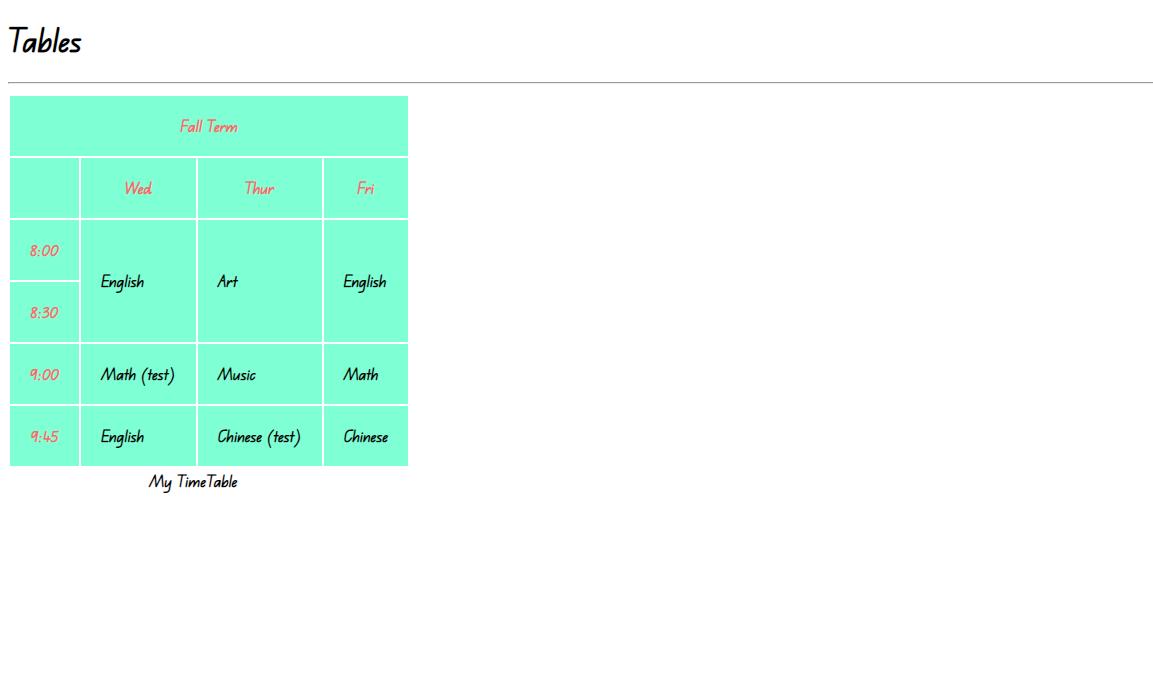 Tables
Fall Term
Wed Thur Fri
8:00
English Art English
8:30
9:00 Math (test) Music Math
9:45 English Chinese (test) Chinese
My TimeTable